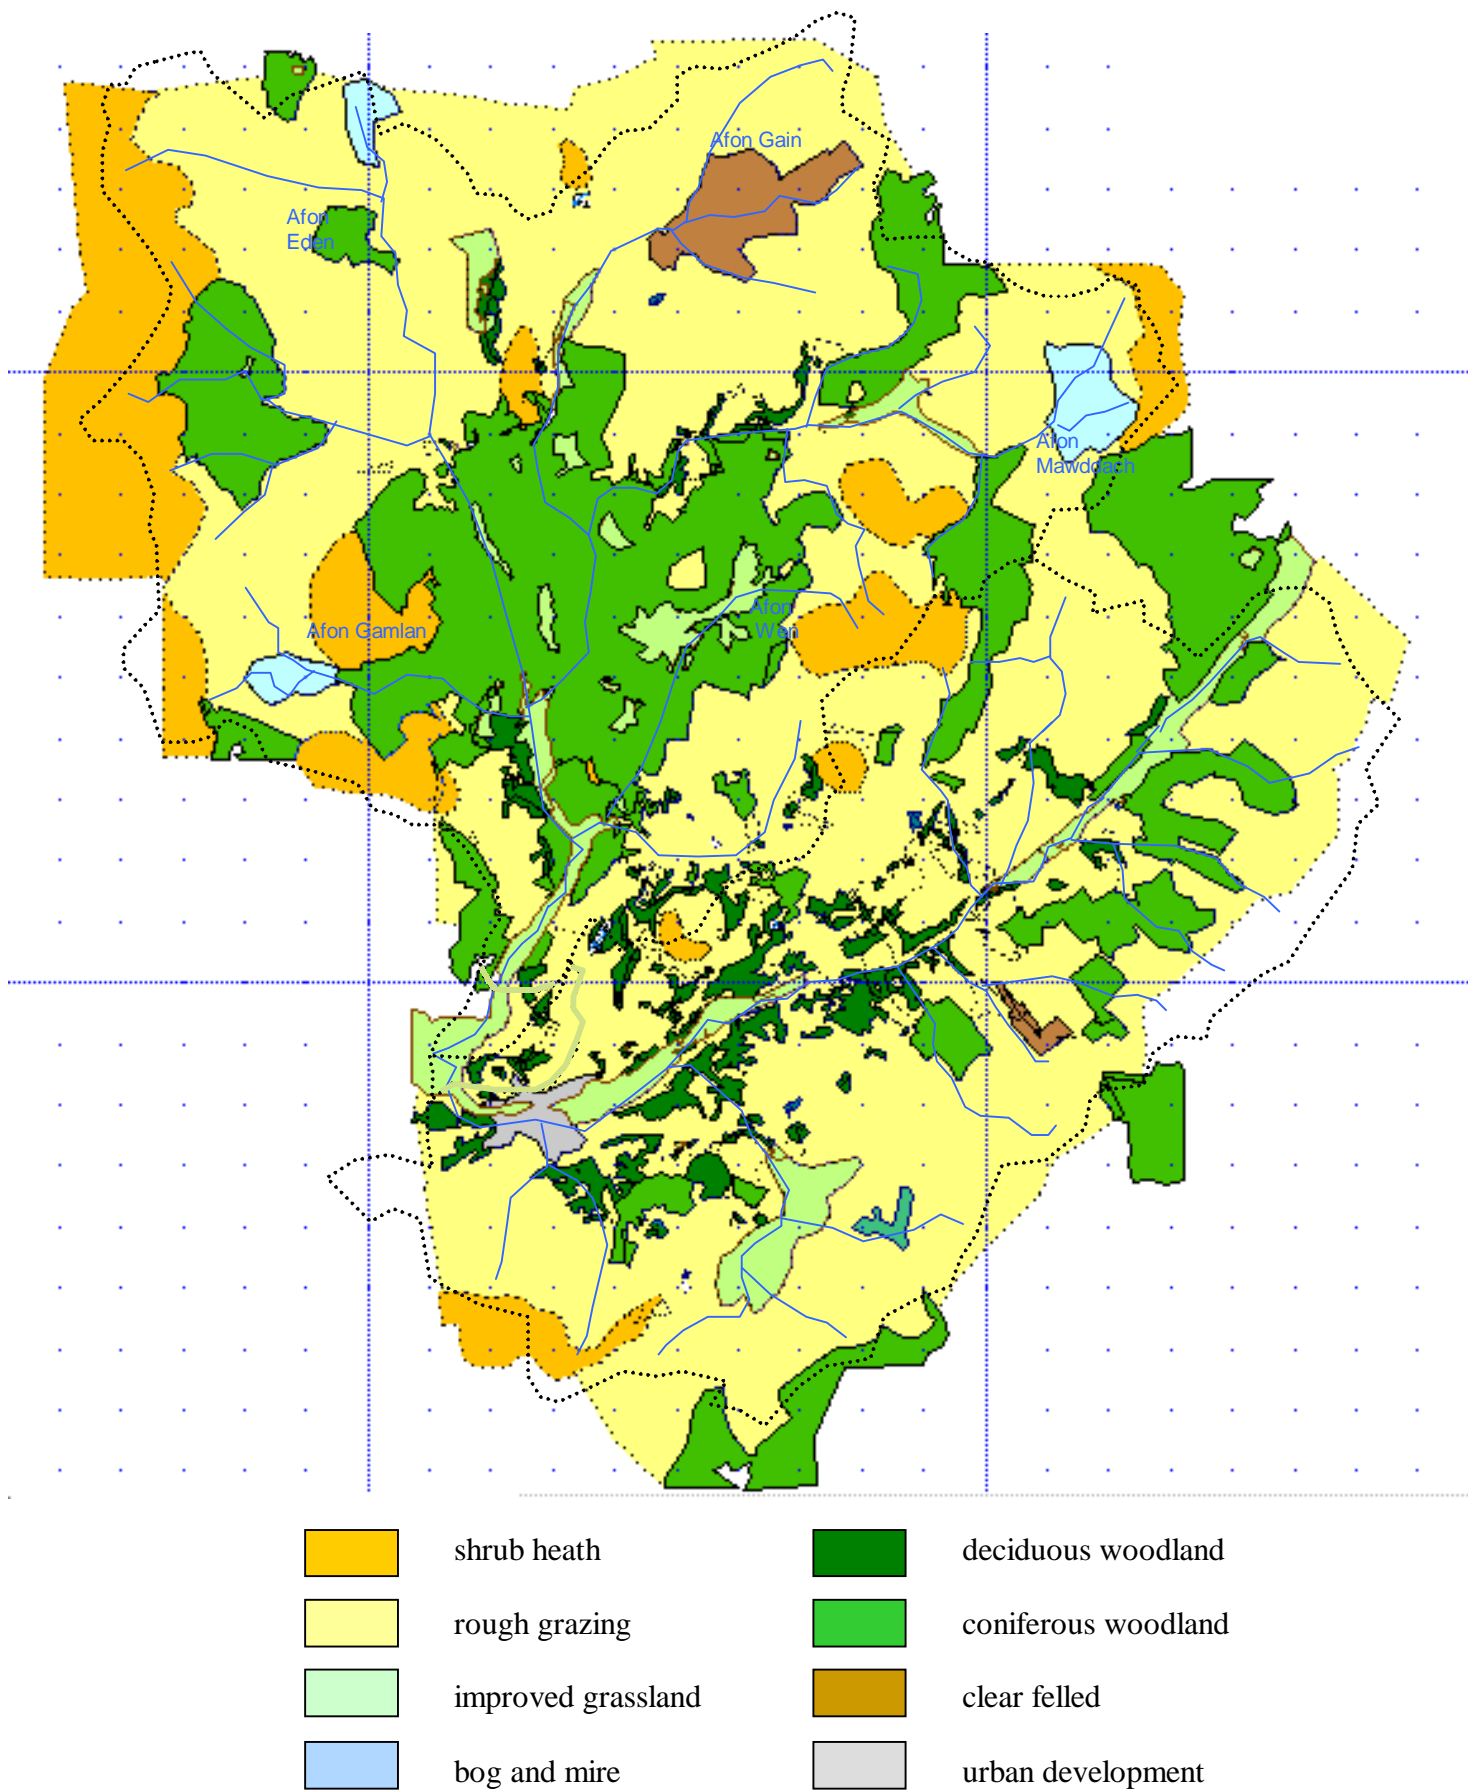 Afon Gain
Afon
Eden
Afon
Mawddach
Afon
Wen
Afon Gamlan
shrub heath
deciduous woodland
rough grazing
coniferous woodland
improved grassland
clear felled
bog and mire
urban development